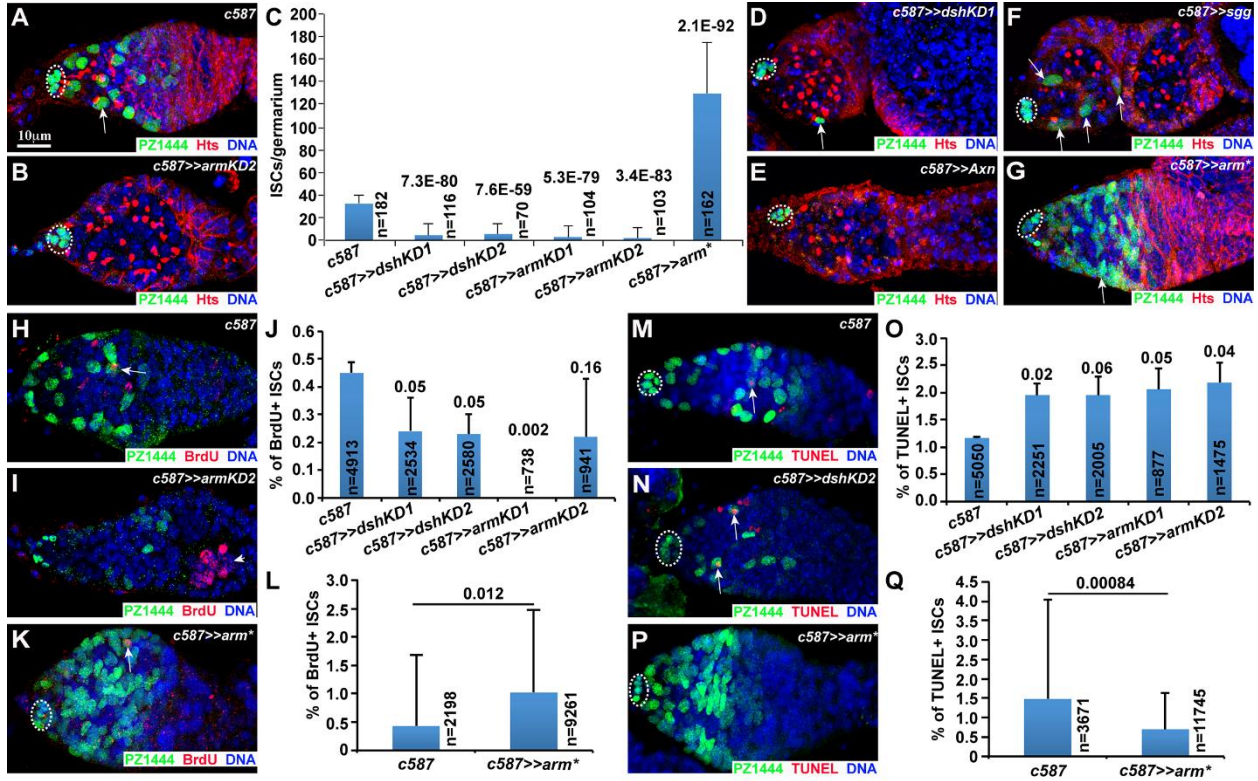 A
c587
10μm
PZ1444 Hts DNA
B
c587>>armKD2
PZ1444 Hts DNA
C
ISCs/germarium
200
180
160
140
120
100
80
60
40
20
0
7.3E-80
7.6E-59
5.3E-79
3.4E-83
2.1E-92
n=182
n=116
n=70
n=104
n=103
n=162
c587
c587>>dshKD1
c587>>dshKD2
c587>>armKD1
c587>>armKD2
c587>>arm*
D
c587>>dshKD1
PZ1444 Hts DNA
E
c587>>Axn
PZ1444 Hts DNA
F
c587>>sgg
PZ1444 Hts DNA
G
c587>>arm*
PZ1444 Hts DNA
H
c587
PZ1444 BrdU DNA
I
c587>>armKD2
PZ1444 BrdU DNA
J
% of BrdU+ ISCs
0.6
0.5
0.4
0.3
0.2
0.1
0
0.05
0.05
0.002
0.16
n=4913
n=2534
n=2580
n=738
n=941
c587
c587>>dshKD1
c587>>dshKD2
c587>>armKD1
c587>>armKD2
K
c587>>arm*
PZ1444 BrdU DNA
L
% of BrdU+ ISCs
3.0
2.5
2.0
1.5
1.0
0.5
0
0.012
n=2198
n=9261
c587
c587>>arm*
M
c587
PZ1444 TUNEL DNA
N
c587>>dshKD2
PZ1444 TUNEL DNA
O
% of TUNEL+ ISCs
3.0
2.5
2.0
1.5
1.0
0.5
0.0
0.02
0.06
0.05
0.04
n=5050
n=2251
n=2005
n=877
n=1475
c587
c587>>dshKD1
c587>>dshKD2
c587>>armKD1
c587>>armKD2
P
c587>>arm*
PZ1444 TUNEL DNA
Q
% of TUNEL+ ISCs
4.5
4.0
3.5
3.0
2.5
2.0
1.5
1.0
0.5
0
0.00084
n=3671
n=11745
c587
c587>>arm*